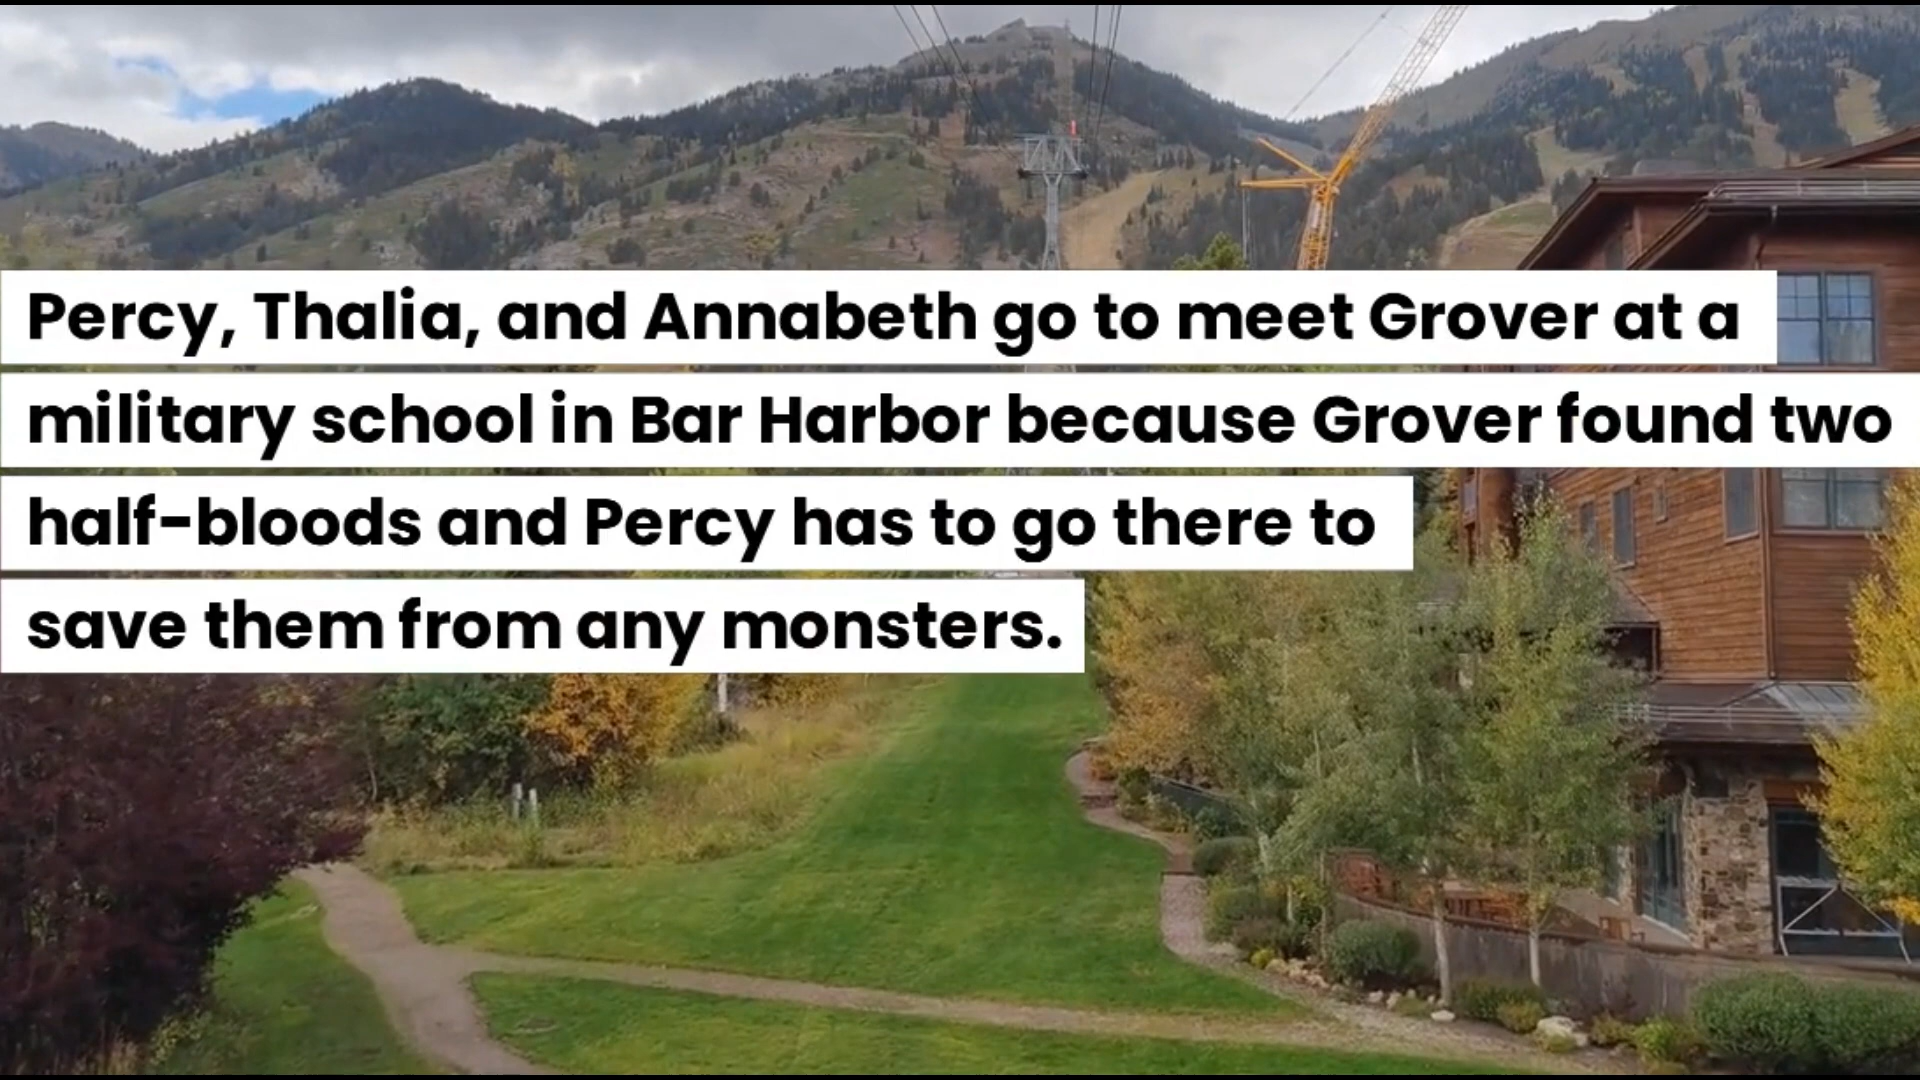 Percy, Thalia, and Annabeth go to meet Grover at a
military school in Bar Harbor because Grover found two
half-bloods and Percy has to go there to
save them from any monsters.